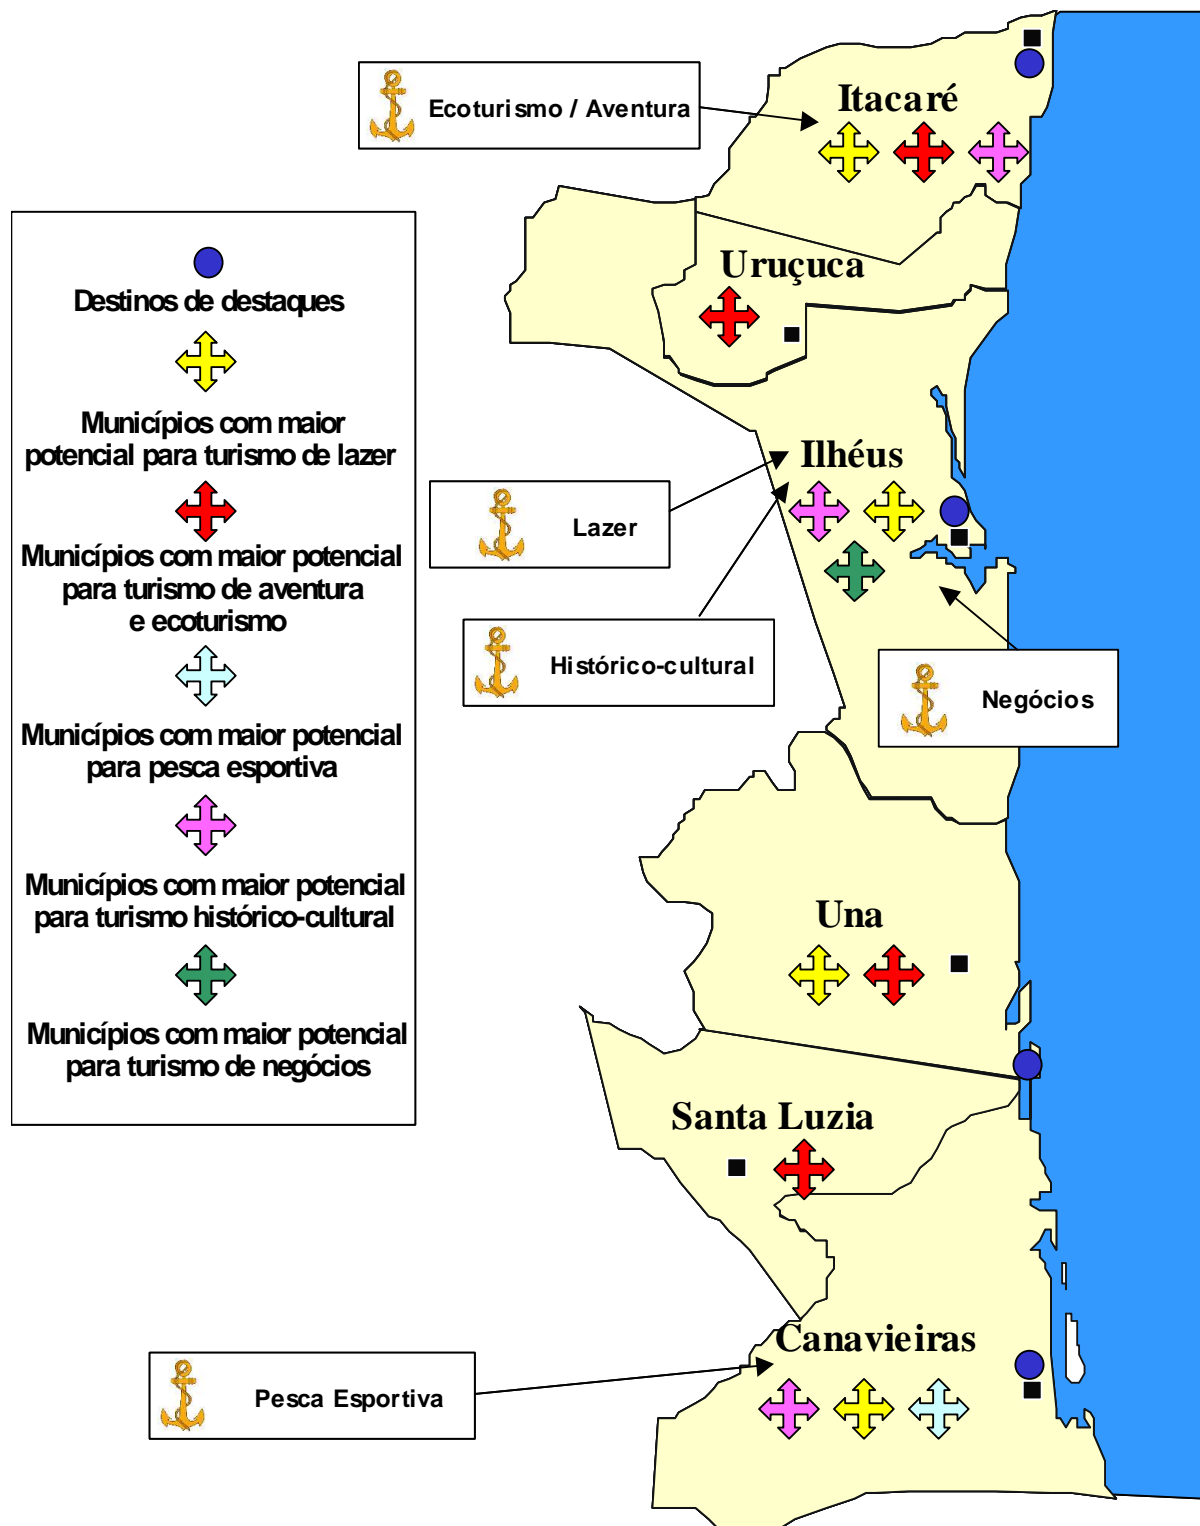 Ecoturismo / Aventura
Itacaré
Uruçuca
Destinos de destaques
Municípios com maior
potencial para turismo de lazer
Municípios com maior potencial
para turismo de aventura
e ecoturismo
Municípios com maior potencial
para pesca esportiva
Municípios com maior potencial
para turismo histórico-cultural
Municípios com maior potencial
para turismo de negócios
Ilhéus
Lazer
Histórico-cultural
Negócios
Una
Santa Luzia
Canavieiras
Pesca Esportiva